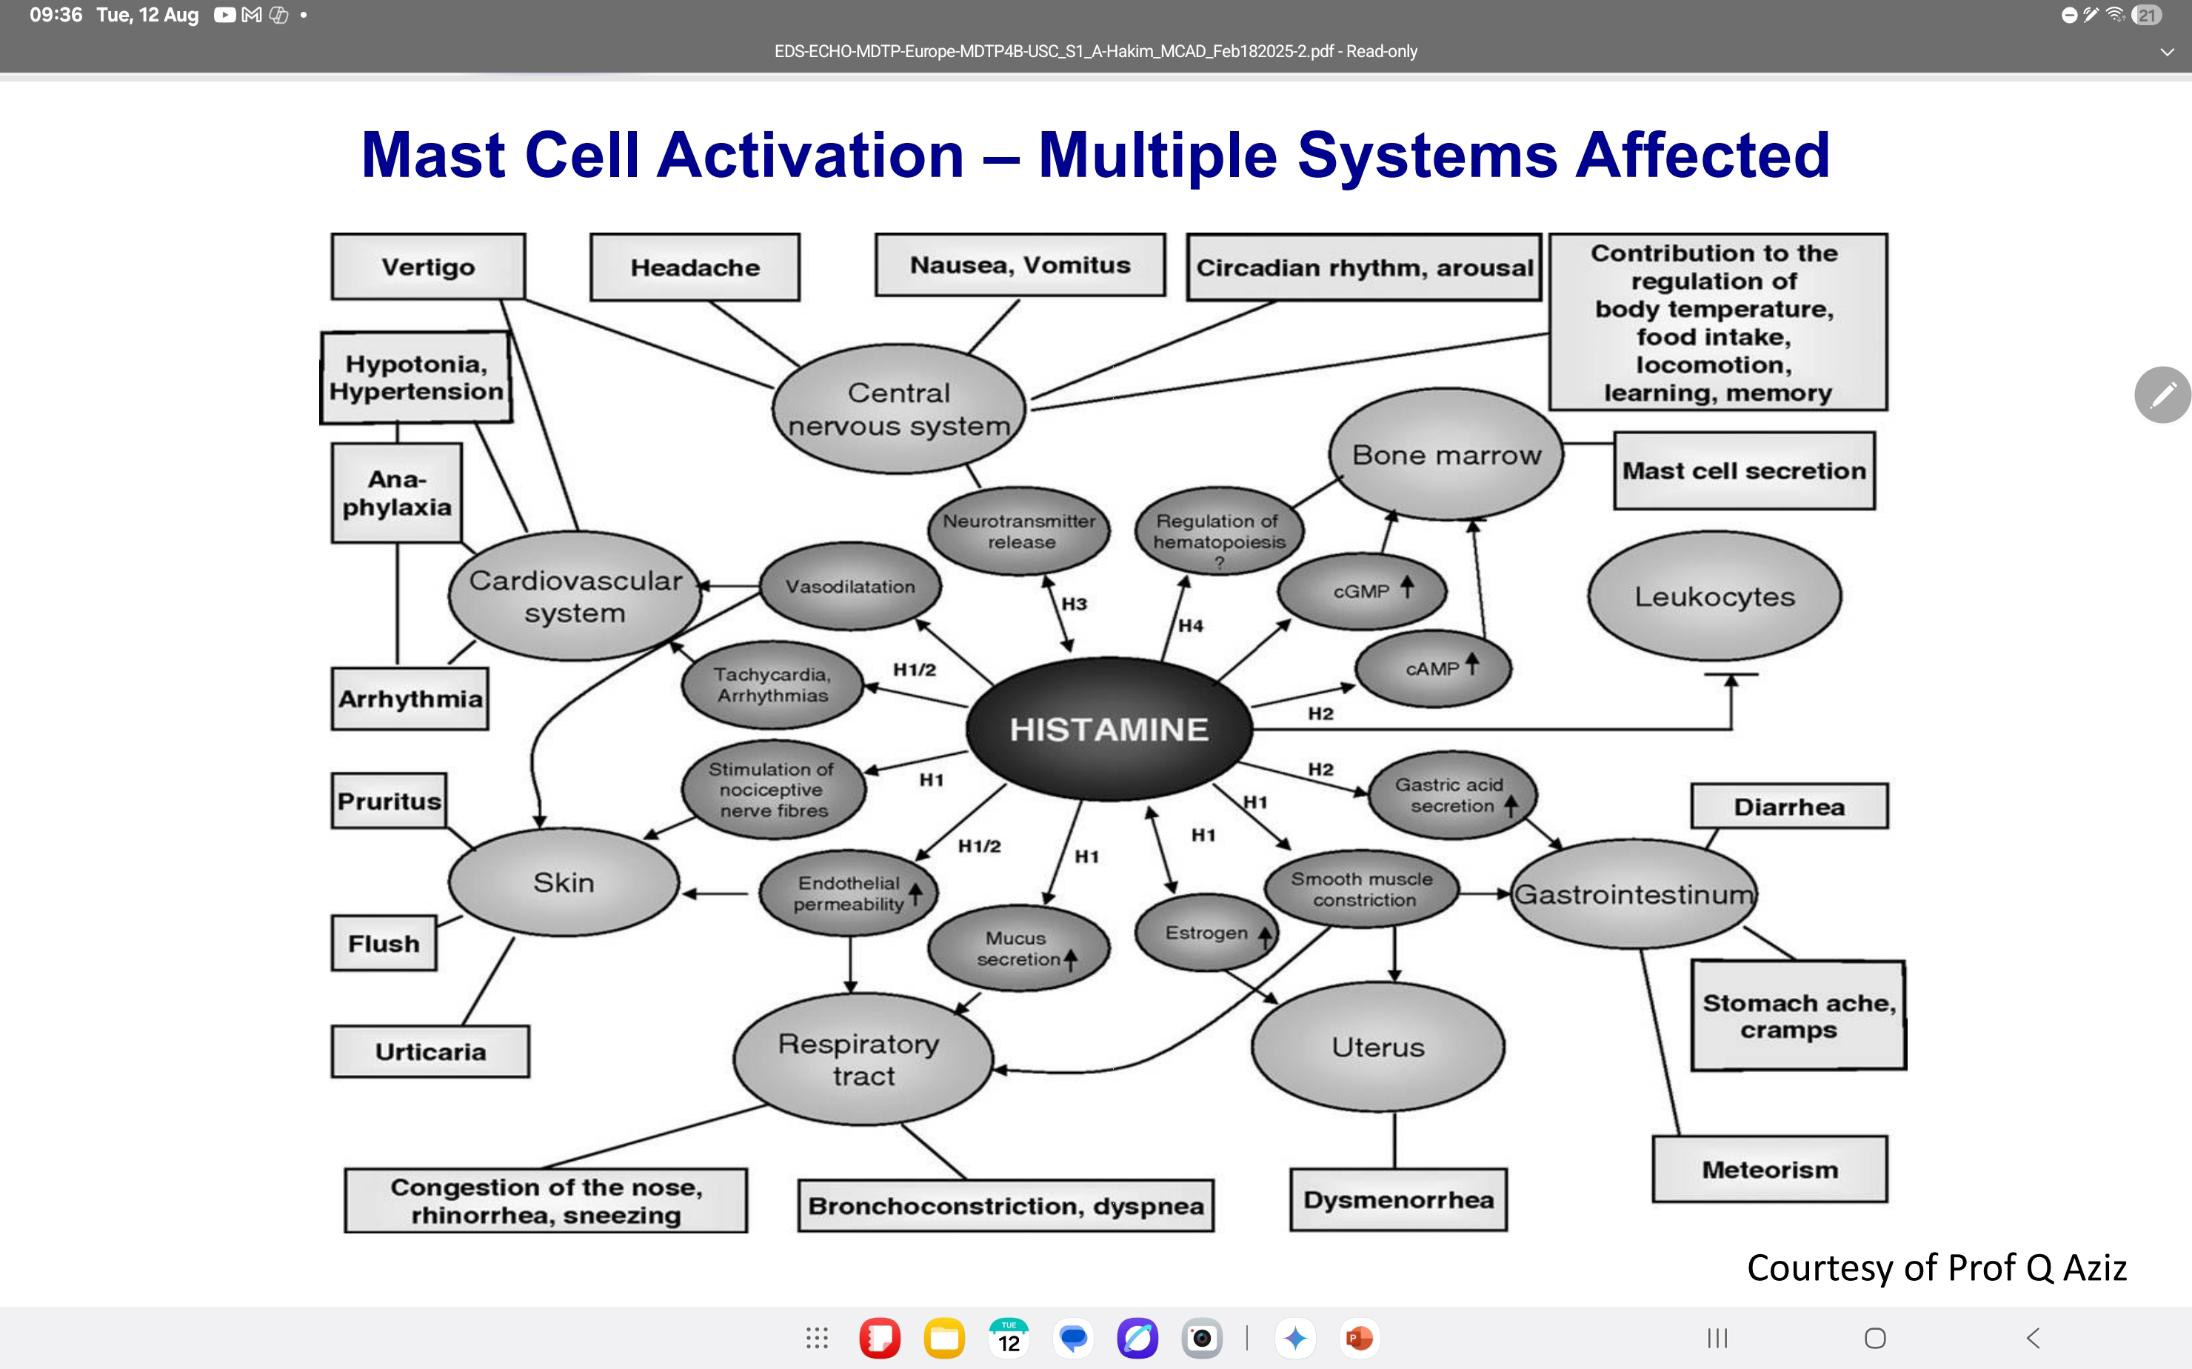 09:36 Tue, 12 Aug
21
EDS-ECHO-MDTP-Europe-MDTP4B-USC_S1_A-Hakim_MCAD_Feb182025-2.pdf - Read-only
Mast Cell Activation – Multiple Systems Affected
Vertigo
Headache
Nausea, Vomitus
Circadian rhythm, arousal
Contribution to the
regulation of
body temperature,
food intake,
locomotion,
learning, memory
Hypotonia,
Hypertension
Central
nervous system
Bone marrow
Mast cell secretion
Ana-
phylaxia
Neurotransmitter
release
Regulation of
hematopoiesis
?
Cardiovascular
system
Vasodilatation
H3
H4
cGMP
Leukocytes
Tachycardia,
Arrhythmias
H1/2
cAMP
Arrhythmia
HISTAMINE
H2
Pruritus
Stimulation of
nociceptive
nerve fibres
H1
H2
Gastric acid
secretion
H1
Diarrhea
H1/2
H1
H1
Skin
Endothelial
permeability
Smooth muscle
constriction
Gastrointestinum
Flush
Mucus
secretion
Estrogen
Stomach ache,
cramps
Urticaria
Respiratory
tract
Uterus
Congestion of the nose,
rhinorrhea, sneezing
Bronchoconstriction, dyspnea
Dysmenorrhea
Meteorism
Courtesy of Prof Q Aziz
TUE
12
P